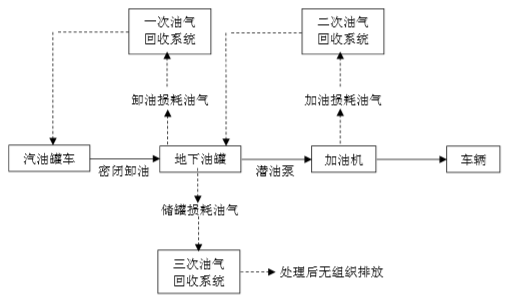 一次油气
回收系统
二次油气
回收系统
卸油损耗油气
加油损耗油气
汽油罐车
密闭卸油
地下油罐
潜油泵
加油机
车辆
储罐损耗油气
三次油气
回收系统
处理后无组织排放